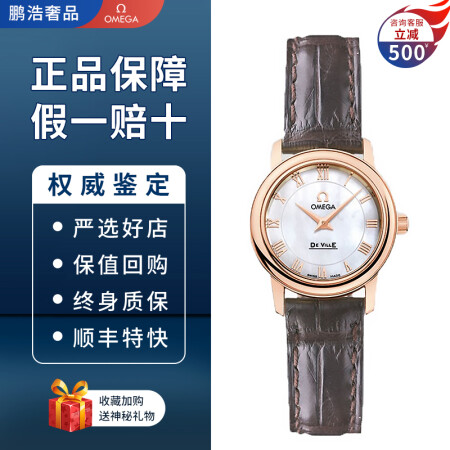 鹏浩奢品
Ω
OMEGA
咨询客服
立减
500
正品保障
假一赔十
权威鉴定
严选好店
保值回购
终身质保
顺丰特快
收藏加购
送神秘礼物
Ω
OMEGA
DE VILLE
SWISS MADE